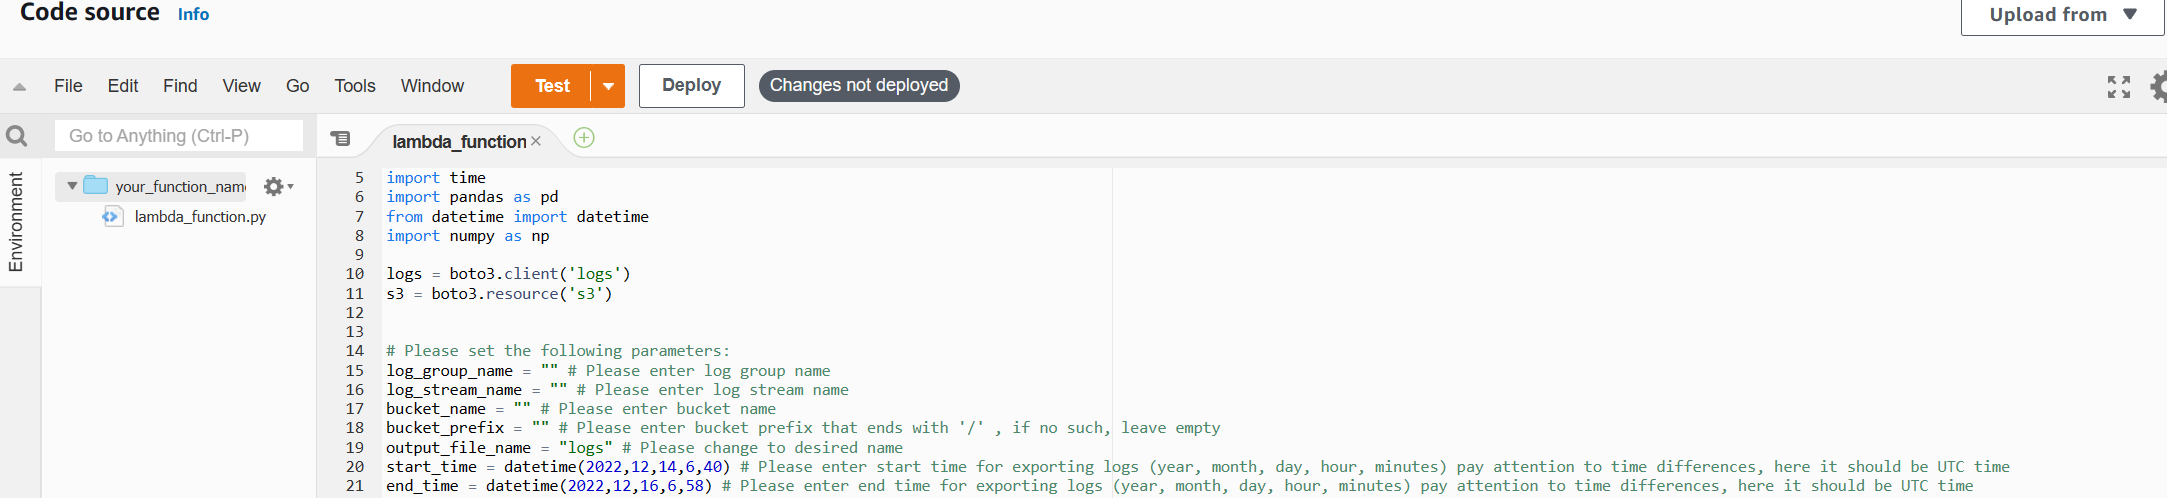 Code source Info
Upload from
File Edit Find View Go Tools Window Test Deploy Changes not deployed
Go to Anything (Ctrl-P)
lambda_function
Environment
your_function_nam
lambda_function.py
5 import time
6 import pandas as pd
7 from datetime import datetime
8 import numpy as np
9
10 logs = boto3.client('logs')
11 s3 = boto3.resource('s3')
12
13
14 # Please set the following parameters:
15 log_group_name = "" # Please enter log group name
16 log_stream_name = "" # Please enter log stream name
17 bucket_name = "" # Please enter bucket name
18 bucket_prefix = "" # Please enter bucket prefix that ends with '/' , if no such, leave empty
19 output_file_name = "logs" # Please change to desired name
20 start_time = datetime(2022,12,14,6,40) # Please enter start time for exporting logs (year, month, day, hour, minutes) pay attention to time differences, here it should be UTC time
21 end_time = datetime(2022,12,16,6,58) # Please enter end time for exporting logs (year, month, day, hour, minutes) pay attention to time differences, here it should be UTC time